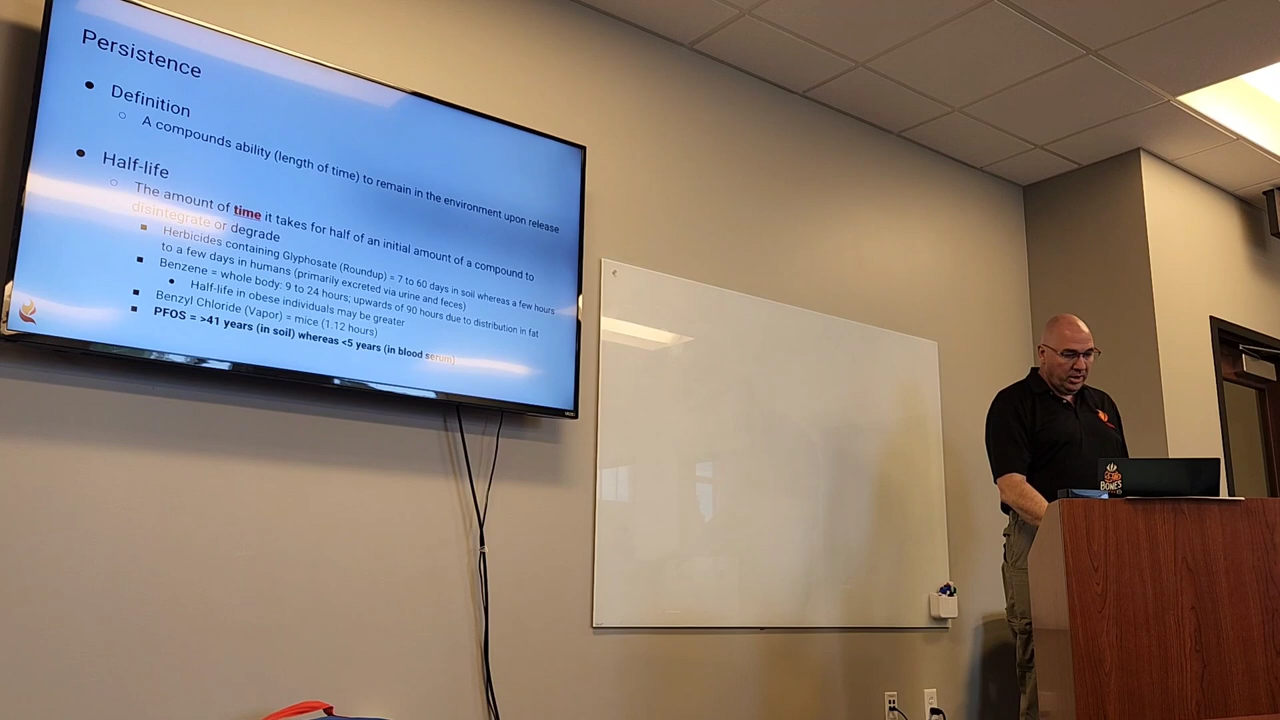 Persistence
Definition
A compounds ability (length of time) to remain in the environment upon release
Half-life
The amount of time it takes for half of an initial amount of a compound to
disintegrate or degrade
Herbicides containing Glyphosate (Roundup) = 7 to 60 days in soil whereas a few hours
to a few days in humans (primarily excreted via urine and feces)
Benzene = whole body: 9 to 24 hours; upwards of 90 hours due to distribution in fat
Half-life in obese individuals may be greater
Benzyl Chloride (Vapor) = mice (1.12 hours)
PFOS = >41 years (in soil) whereas <5 years (in blood serum)
BONES